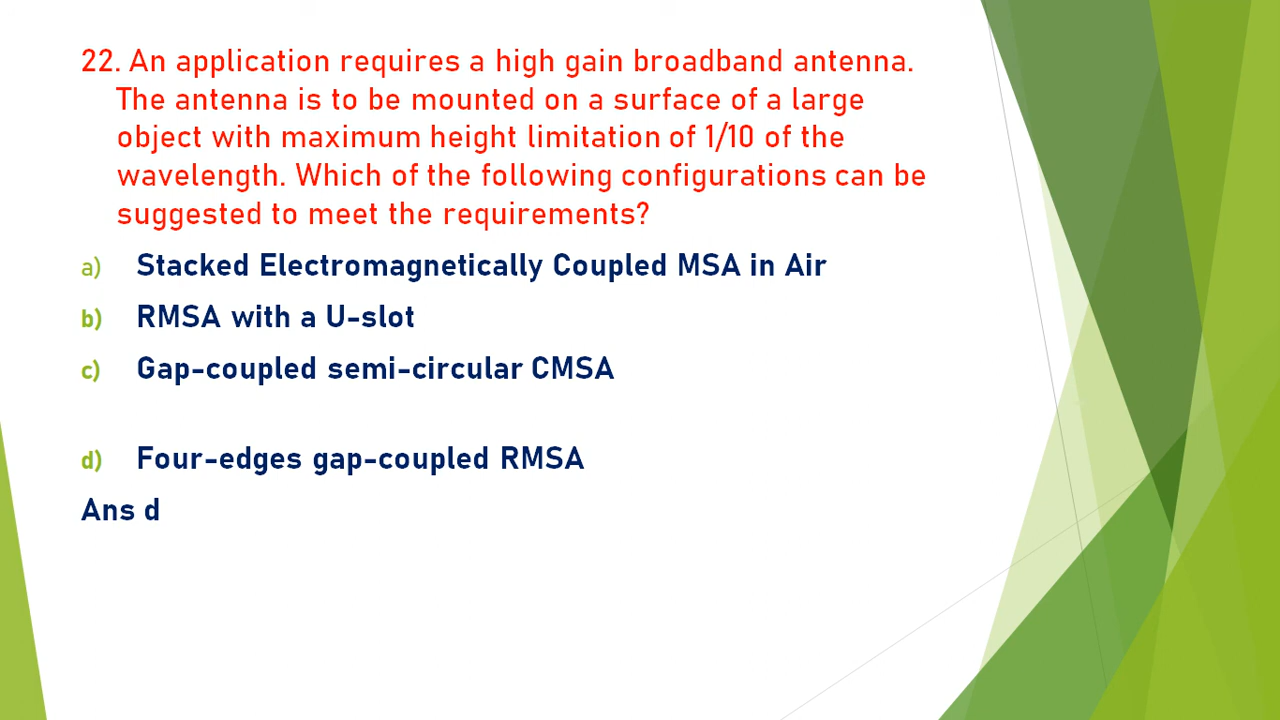 22. An application requires a high gain broadband antenna.
The antenna is to be mounted on a surface of a large
object with maximum height limitation of 1/10 of the
wavelength. Which of the following configurations can be
suggested to meet the requirements?
a) Stacked Electromagnetically Coupled MSA in Air
b) RMSA with a U-slot
c) Gap-coupled semi-circular CMSA
d) Four-edges gap-coupled RMSA
Ans d